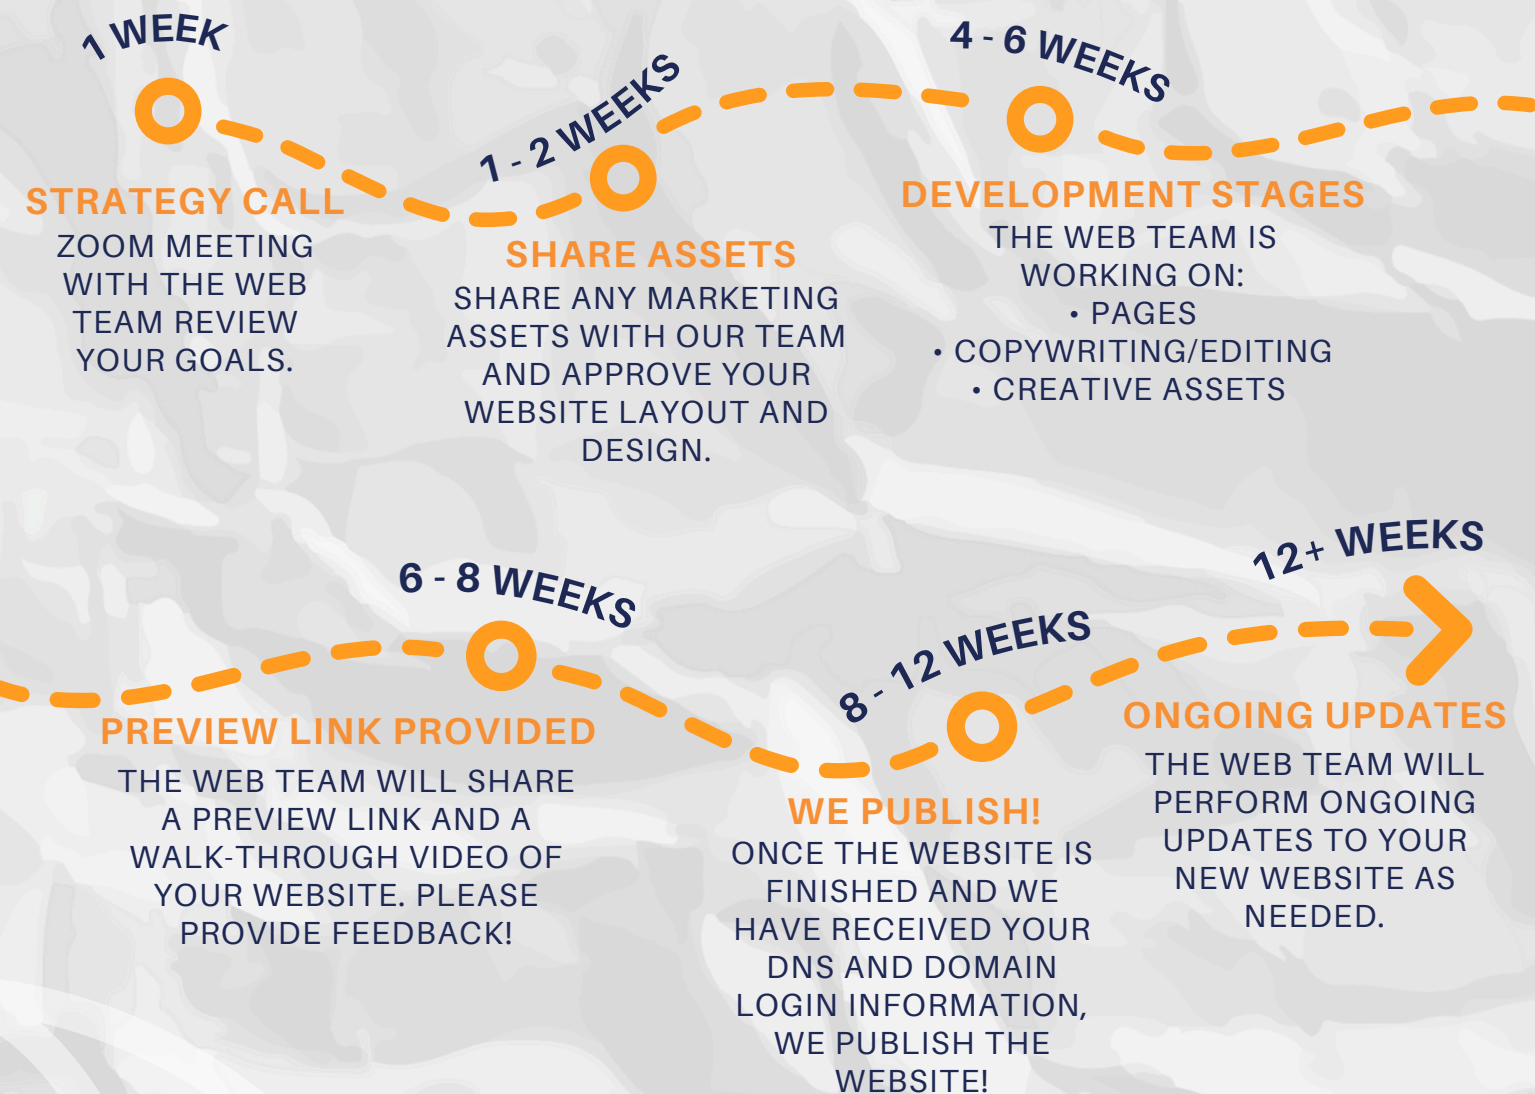 1 WEEK
STRATEGY CALL
ZOOM MEETING
WITH THE WEB
TEAM REVIEW
YOUR GOALS.
1 - 2 WEEKS
SHARE ASSETS
SHARE ANY MARKETING
ASSETS WITH OUR TEAM
AND APPROVE YOUR
WEBSITE LAYOUT AND
DESIGN.
4 - 6 WEEKS
DEVELOPMENT STAGES
THE WEB TEAM IS
WORKING ON:
• PAGES
• COPYWRITING/EDITING
• CREATIVE ASSETS
6 - 8 WEEKS
PREVIEW LINK PROVIDED
THE WEB TEAM WILL SHARE
A PREVIEW LINK AND A
WALK-THROUGH VIDEO OF
YOUR WEBSITE. PLEASE
PROVIDE FEEDBACK!
8 - 12 WEEKS
WE PUBLISH!
ONCE THE WEBSITE IS
FINISHED AND WE
HAVE RECEIVED YOUR
DNS AND DOMAIN
LOGIN INFORMATION,
WE PUBLISH THE
WEBSITE!
12+ WEEKS
ONGOING UPDATES
THE WEB TEAM WILL
PERFORM ONGOING
UPDATES TO YOUR
NEW WEBSITE AS
NEEDED.